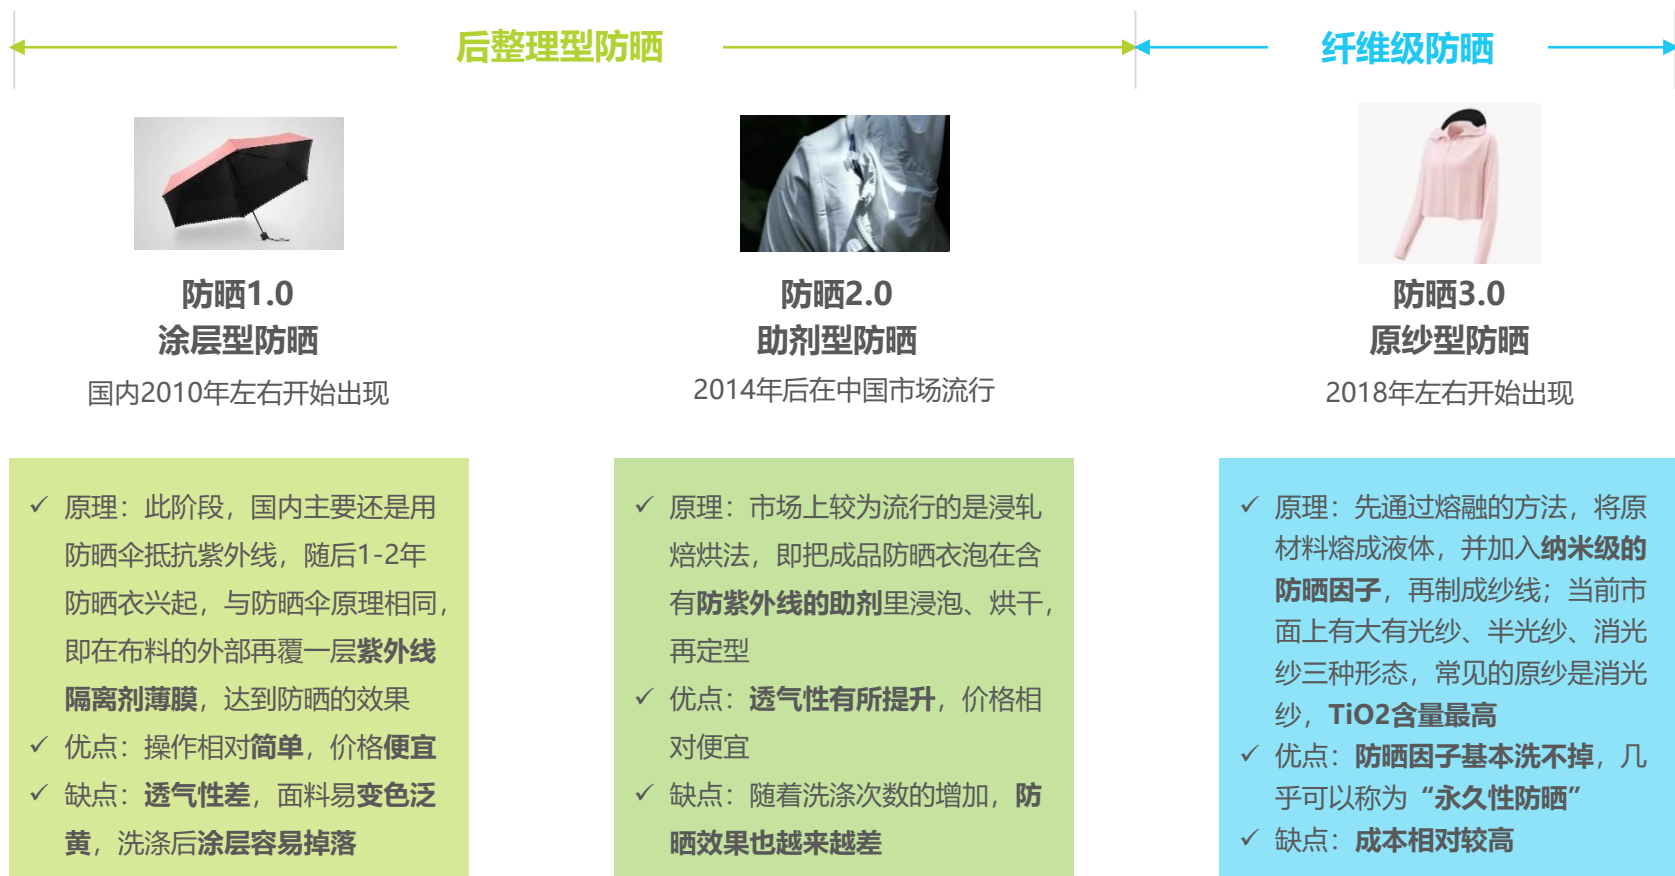 后整理型防晒
纤维级防晒
防晒1.0
涂层型防晒
国内2010年左右开始出现
防晒2.0
助剂型防晒
2014年后在中国市场流行
防晒3.0
原纱型防晒
2018年左右开始出现
✓ 原理：此阶段，国内主要还是用
防晒伞抵抗紫外线，随后1-2年
防晒衣兴起，与防晒伞原理相同，
即在布料的外部再覆一层紫外线
隔离剂薄膜，达到防晒的效果
✓ 优点：操作相对简单，价格便宜
✓ 缺点：透气性差，面料易变色泛
黄，洗涤后涂层容易掉落
✓ 原理：市场上较为流行的是浸轧
焙烘法，即把成品防晒衣泡在含
有防紫外线的助剂里浸泡、烘干，
再定型
✓ 优点：透气性有所提升，价格相
对便宜
✓ 缺点：随着洗涤次数的增加，防
晒效果也越来越差
✓ 原理：先通过熔融的方法，将原
材料熔成液体，并加入纳米级的
防晒因子，再制成纱线；当前市
面上有大有光纱、半光纱、消光
纱三种形态，常见的原纱是消光
纱，TiO2含量最高
✓ 优点：防晒因子基本洗不掉，几
乎可以称为“永久性防晒”
✓ 缺点：成本相对较高